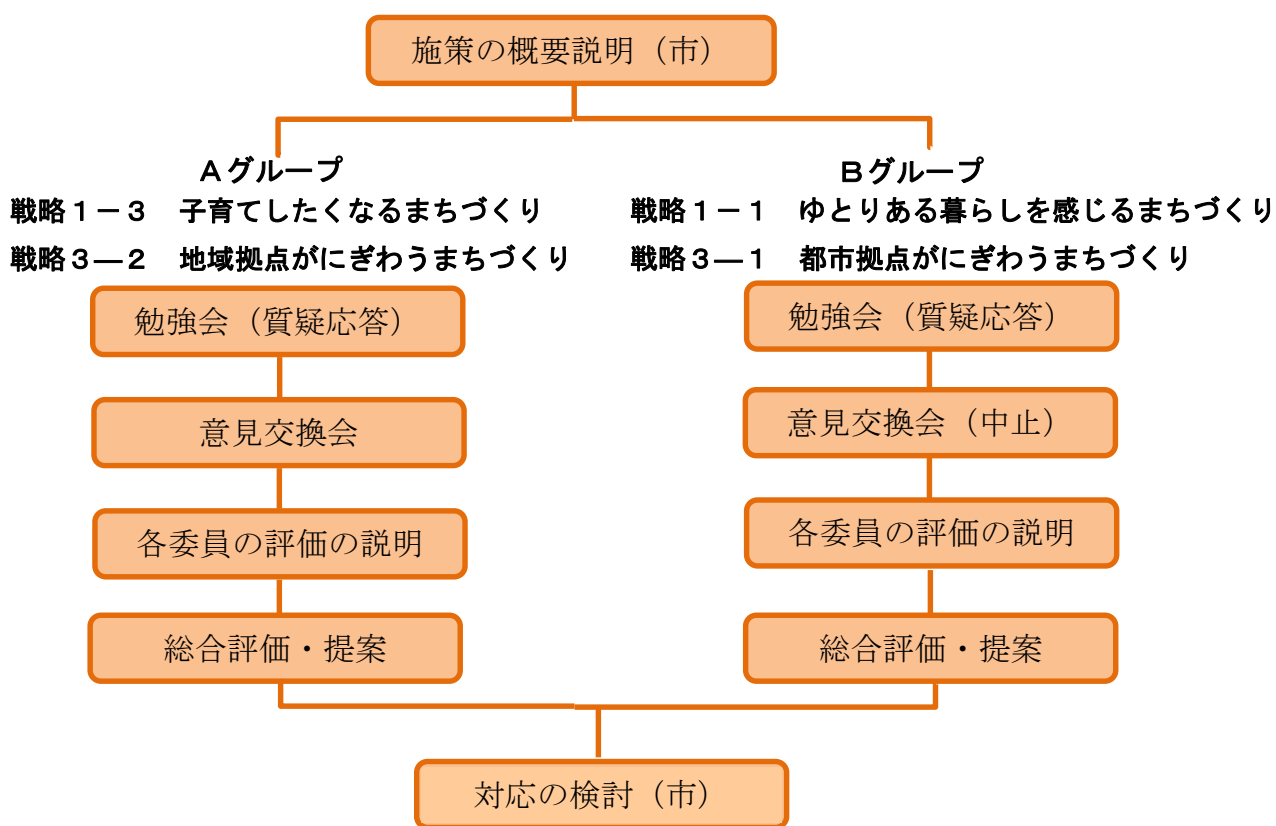 施策の概要説明（市）
Aグループ
戦略１－３　子育てしたくなるまちづくり
戦略３―２　地域拠点がにぎわうまちづくり
勉強会（質疑応答）
意見交換会
各委員の評価の説明
総合評価・提案
Bグループ
戦略１－１　ゆとりある暮らしを感じるまちづくり
戦略３―１　都市拠点がにぎわうまちづくり
勉強会（質疑応答）
意見交換会（中止）
各委員の評価の説明
総合評価・提案
対応の検討（市）